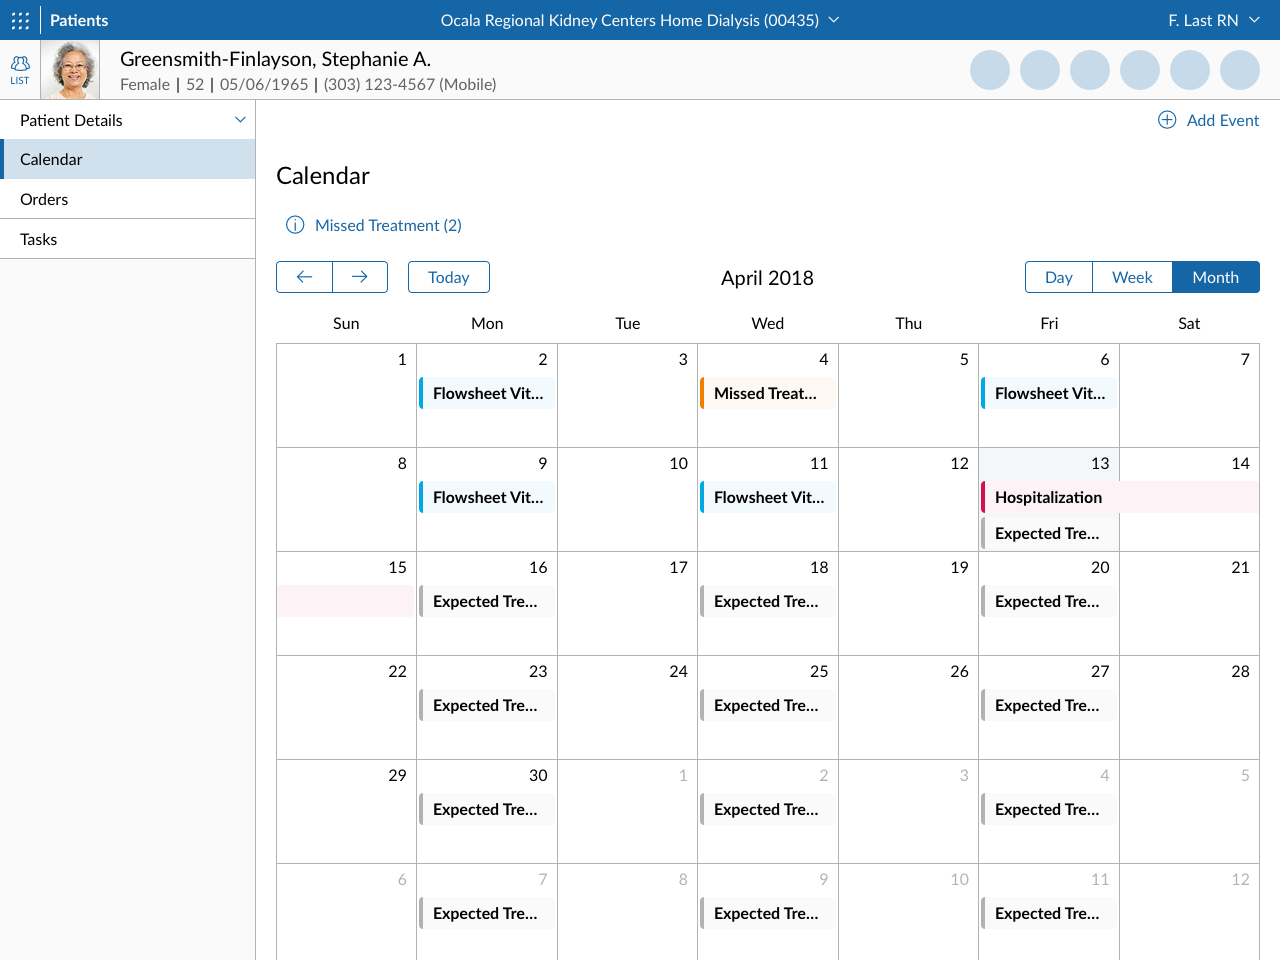 Patients
Ocala Regional Kidney Centers Home Dialysis (00435)
F. Last RN
LIST
Greensmith-Finlayson, Stephanie A.
Female | 52 | 05/06/1965 | (303) 123-4567 (Mobile)
Patient Details
Calendar
Orders
Tasks
Add Event
Calendar
Missed Treatment (2)
Today
April 2018
Day Week Month
Sun Mon Tue Wed Thu Fri Sat
1 2 3 4 5 6 7
Flowsheet Vit... Missed Treat... Flowsheet Vit...
8 9 10 11 12 13 14
Flowsheet Vit... Flowsheet Vit... Hospitalization
Expected Tre...
15 16 17 18 19 20 21
Expected Tre... Expected Tre... Expected Tre...
22 23 24 25 26 27 28
Expected Tre... Expected Tre... Expected Tre...
29 30 1 2 3 4 5
Expected Tre... Expected Tre... Expected Tre...
6 7 8 9 10 11 12
Expected Tre... Expected Tre... Expected Tre...